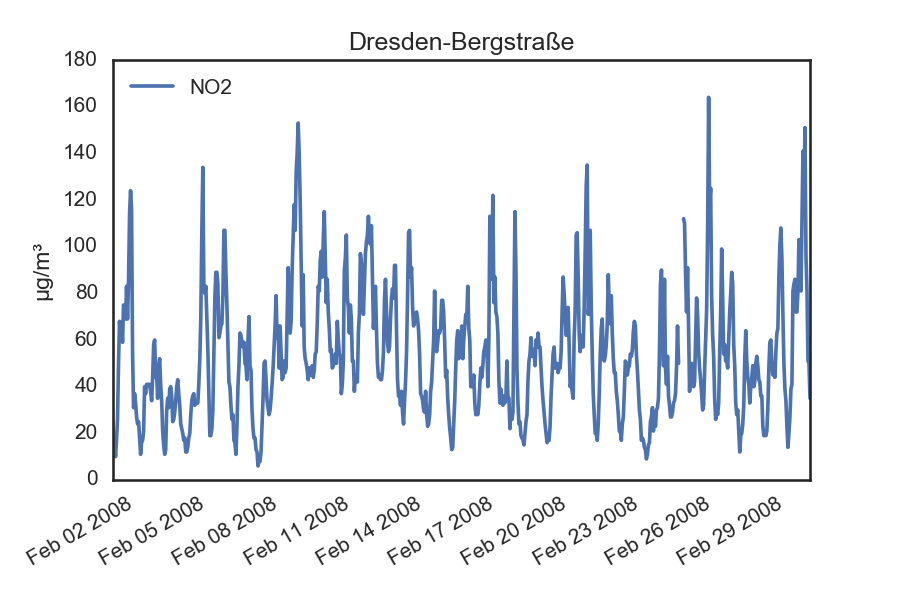 Dresden-Bergstraße
NO2
µg/m³
180
160
140
120
100
80
60
40
20
0
Feb 02 2008
Feb 05 2008
Feb 08 2008
Feb 11 2008
Feb 14 2008
Feb 17 2008
Feb 20 2008
Feb 23 2008
Feb 26 2008
Feb 29 2008